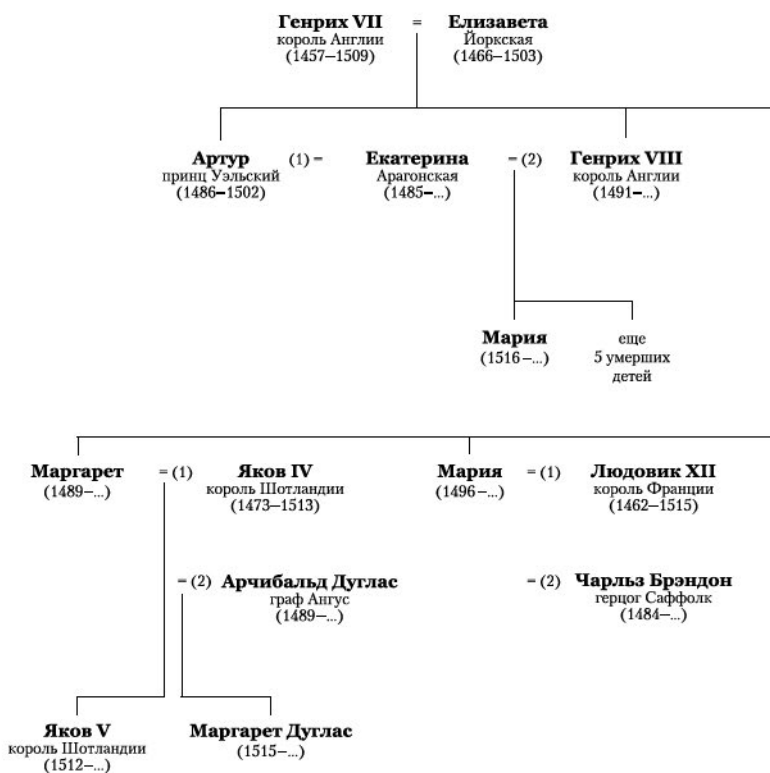 Генрих VII = Елизавета
король Англии Йоркская
(1457–1509) (1466–1503)
Артур (1) = Екатерина = (2) Генрих VIII
принц Уэльский Арагонская король Англии
(1486–1502) (1485–...) (1491–...)
Мария еще
(1516–...) 5 умерших
детей
Маргарет = (1) Яков IV Мария = (1) Людовик XII
(1489–...) король Шотландии (1496–...) король Франции
(1473–1513) (1462–1515)
= (2) Арчибальд Дуглас = (2) Чарльз Брэндон
граф Ангус герцог Саффолк
(1489–...) (1484–...)
Яков V Маргарет Дуглас
король Шотландии (1515–...)
(1512–...)